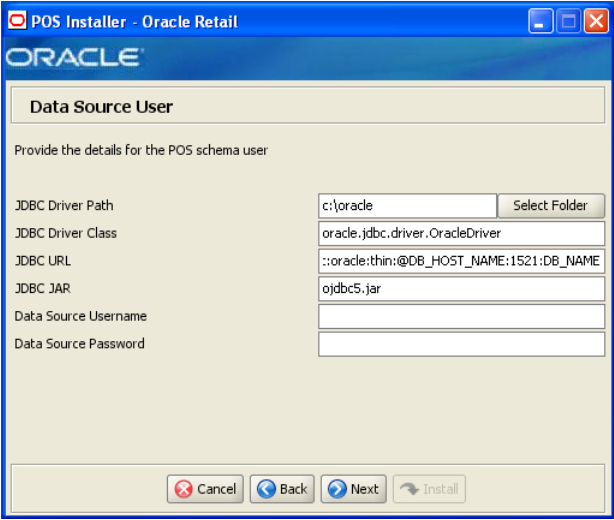 POS Installer - Oracle Retail
ORACLE
Data Source User
Provide the details for the POS schema user
JDBC Driver Path c:\oracle Select Folder
JDBC Driver Class oracle.jdbc.driver.OracleDriver
JDBC URL ::oracle:thin:@DB_HOST_NAME:1521:DB_NAME
JDBC JAR ojdbc5.jar
Data Source Username
Data Source Password
Cancel Back Next Install